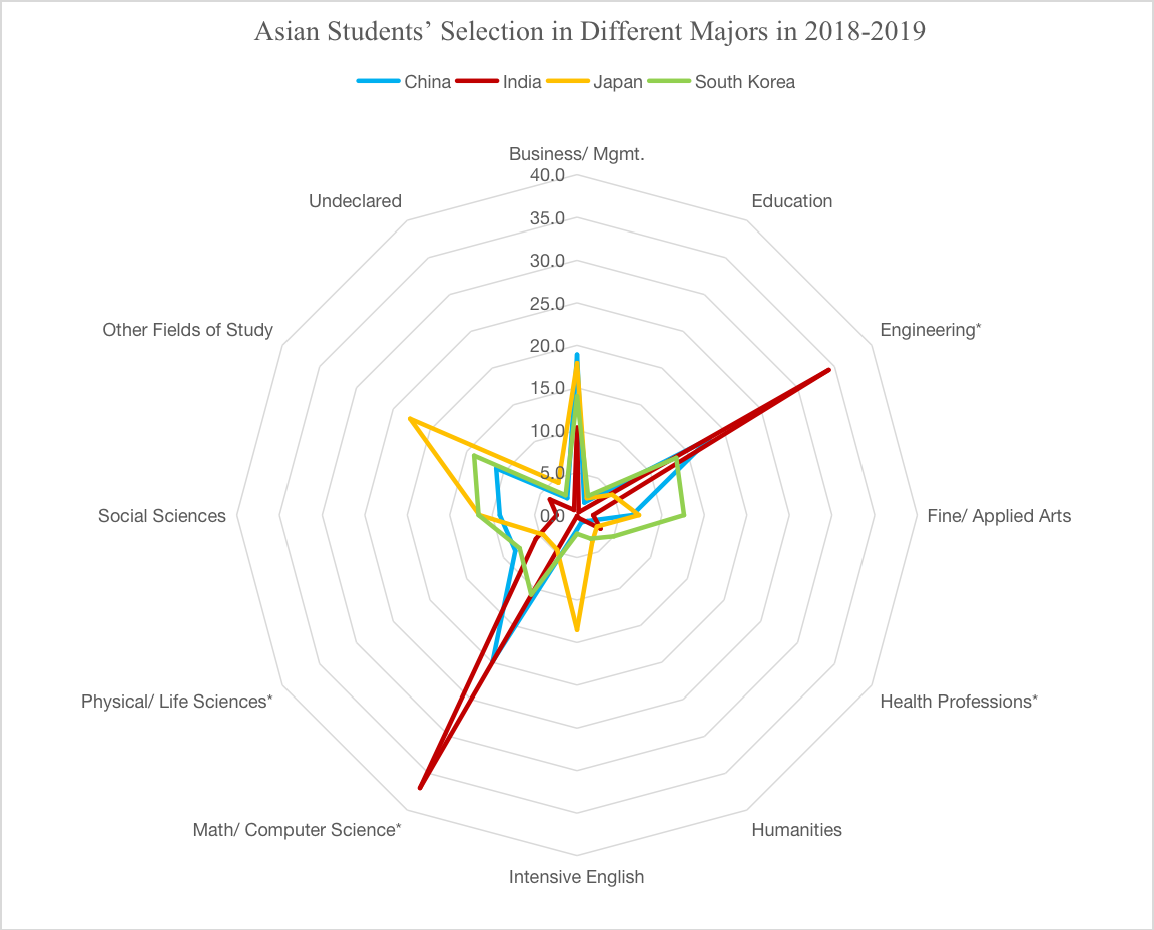 Asian Students’ Selection in Different Majors in 2018-2019
China India Japan South Korea
Business/ Mgmt.
40.0
Undeclared
Education
35.0
30.0
25.0
Other Fields of Study
Engineering*
20.0
15.0
10.0
5.0
Social Sciences
0.0
Fine/ Applied Arts
Physical/ Life Sciences*
Health Professions*
Math/ Computer Science*
Humanities
Intensive English